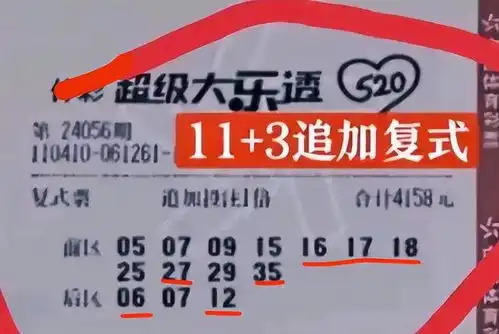 体彩 超级大乐透 520
第 24056期
110410-061261-
11+3追加复式
复式票 追加投注1倍 合计4158元
前区 05 07 09 15 16 17 18
25 27 29 35
后区 06 07 12